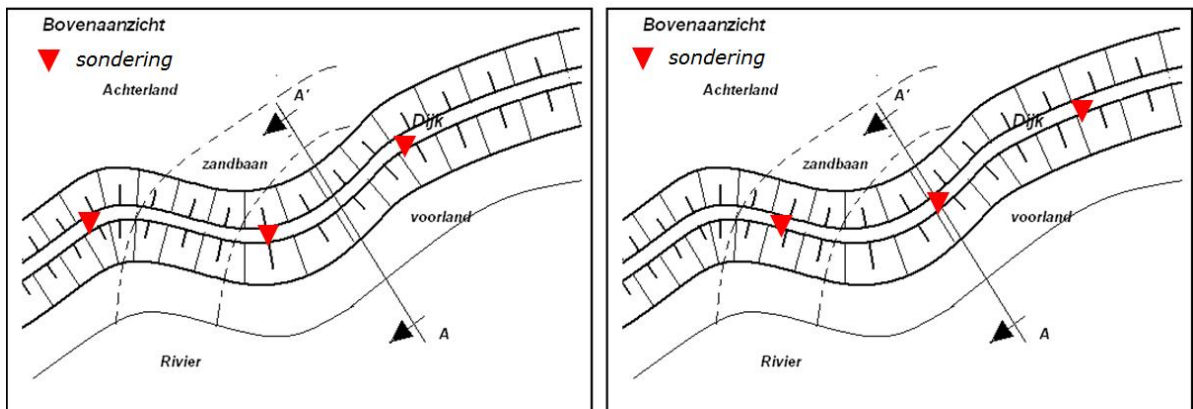 Bovenaanzicht
sondering
Achterland
A'
Dijk
zandbaan
voorland
A
Rivier
Bovenaanzicht
sondering
Achterland
A'
Dijk
zandbaan
voorland
A
Rivier